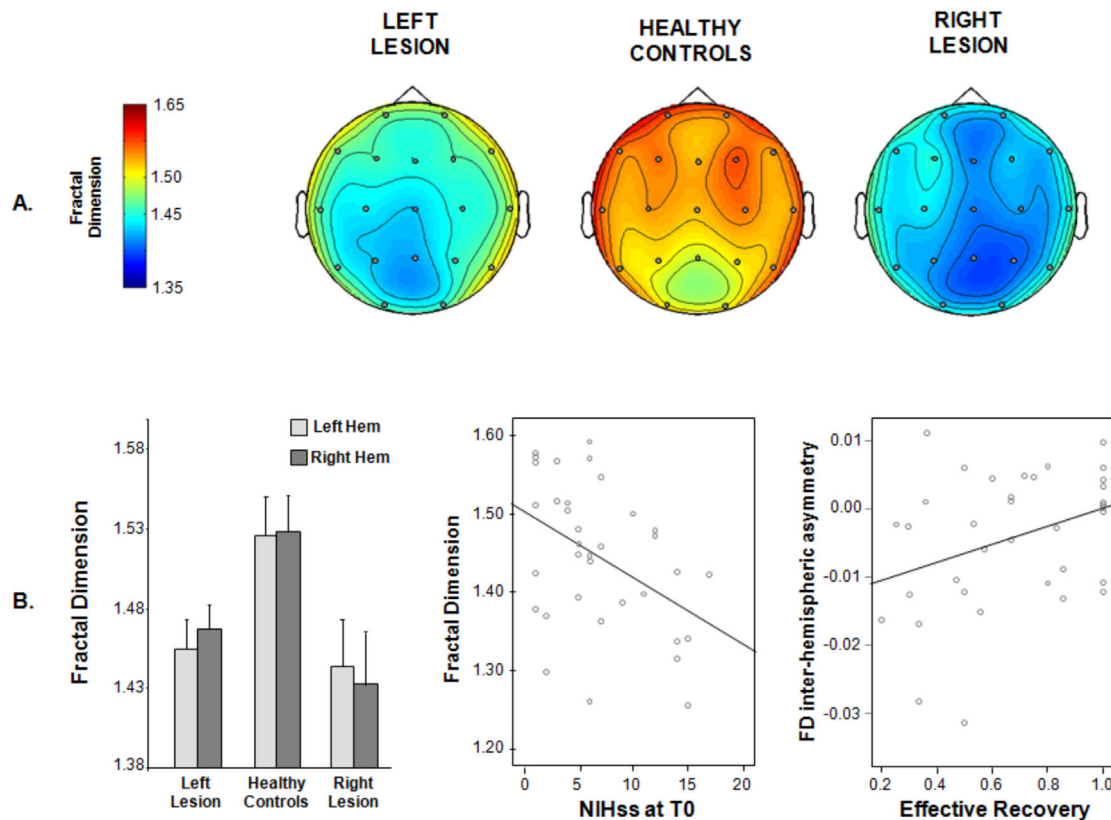 LEFT
LESION
HEALTHY
CONTROLS
RIGHT
LESION
A.
Fractal
Dimension
1.65
1.50
1.45
1.35
B.
Fractal Dimension
1.58
1.53
1.48
1.43
1.38
Left Hem
Right Hem
Left
Lesion
Healthy
Controls
Right
Lesion
Fractal Dimension
1.60
1.50
1.40
1.30
1.20
0 5 10 15 20
NIHss at T0
FD inter-hemispheric asymmetry
0.01
0.00
-0.01
-0.02
-0.03
0.2 0.4 0.6 0.8 1.0
Effective Recovery